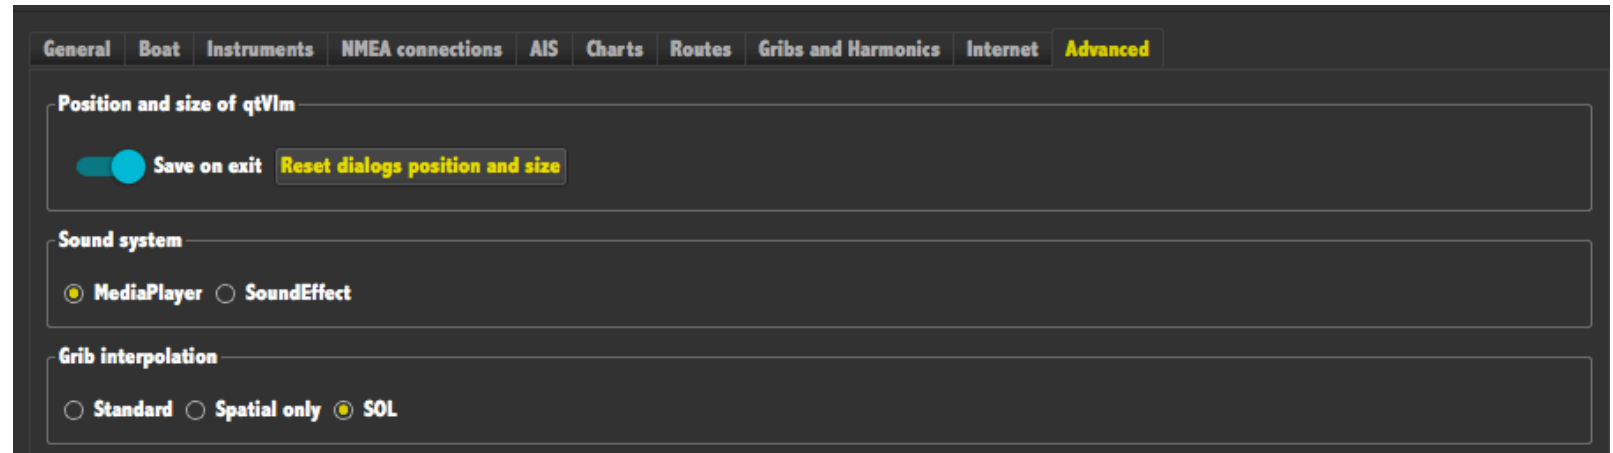 General Boat Instruments NMEA connections AIS Charts Routes Gribs and Harmonics Internet Advanced
Position and size of qtVlm
Save on exit Reset dialogs position and size
Sound system
MediaPlayer SoundEffect
Grib interpolation
Standard Spatial only SOL